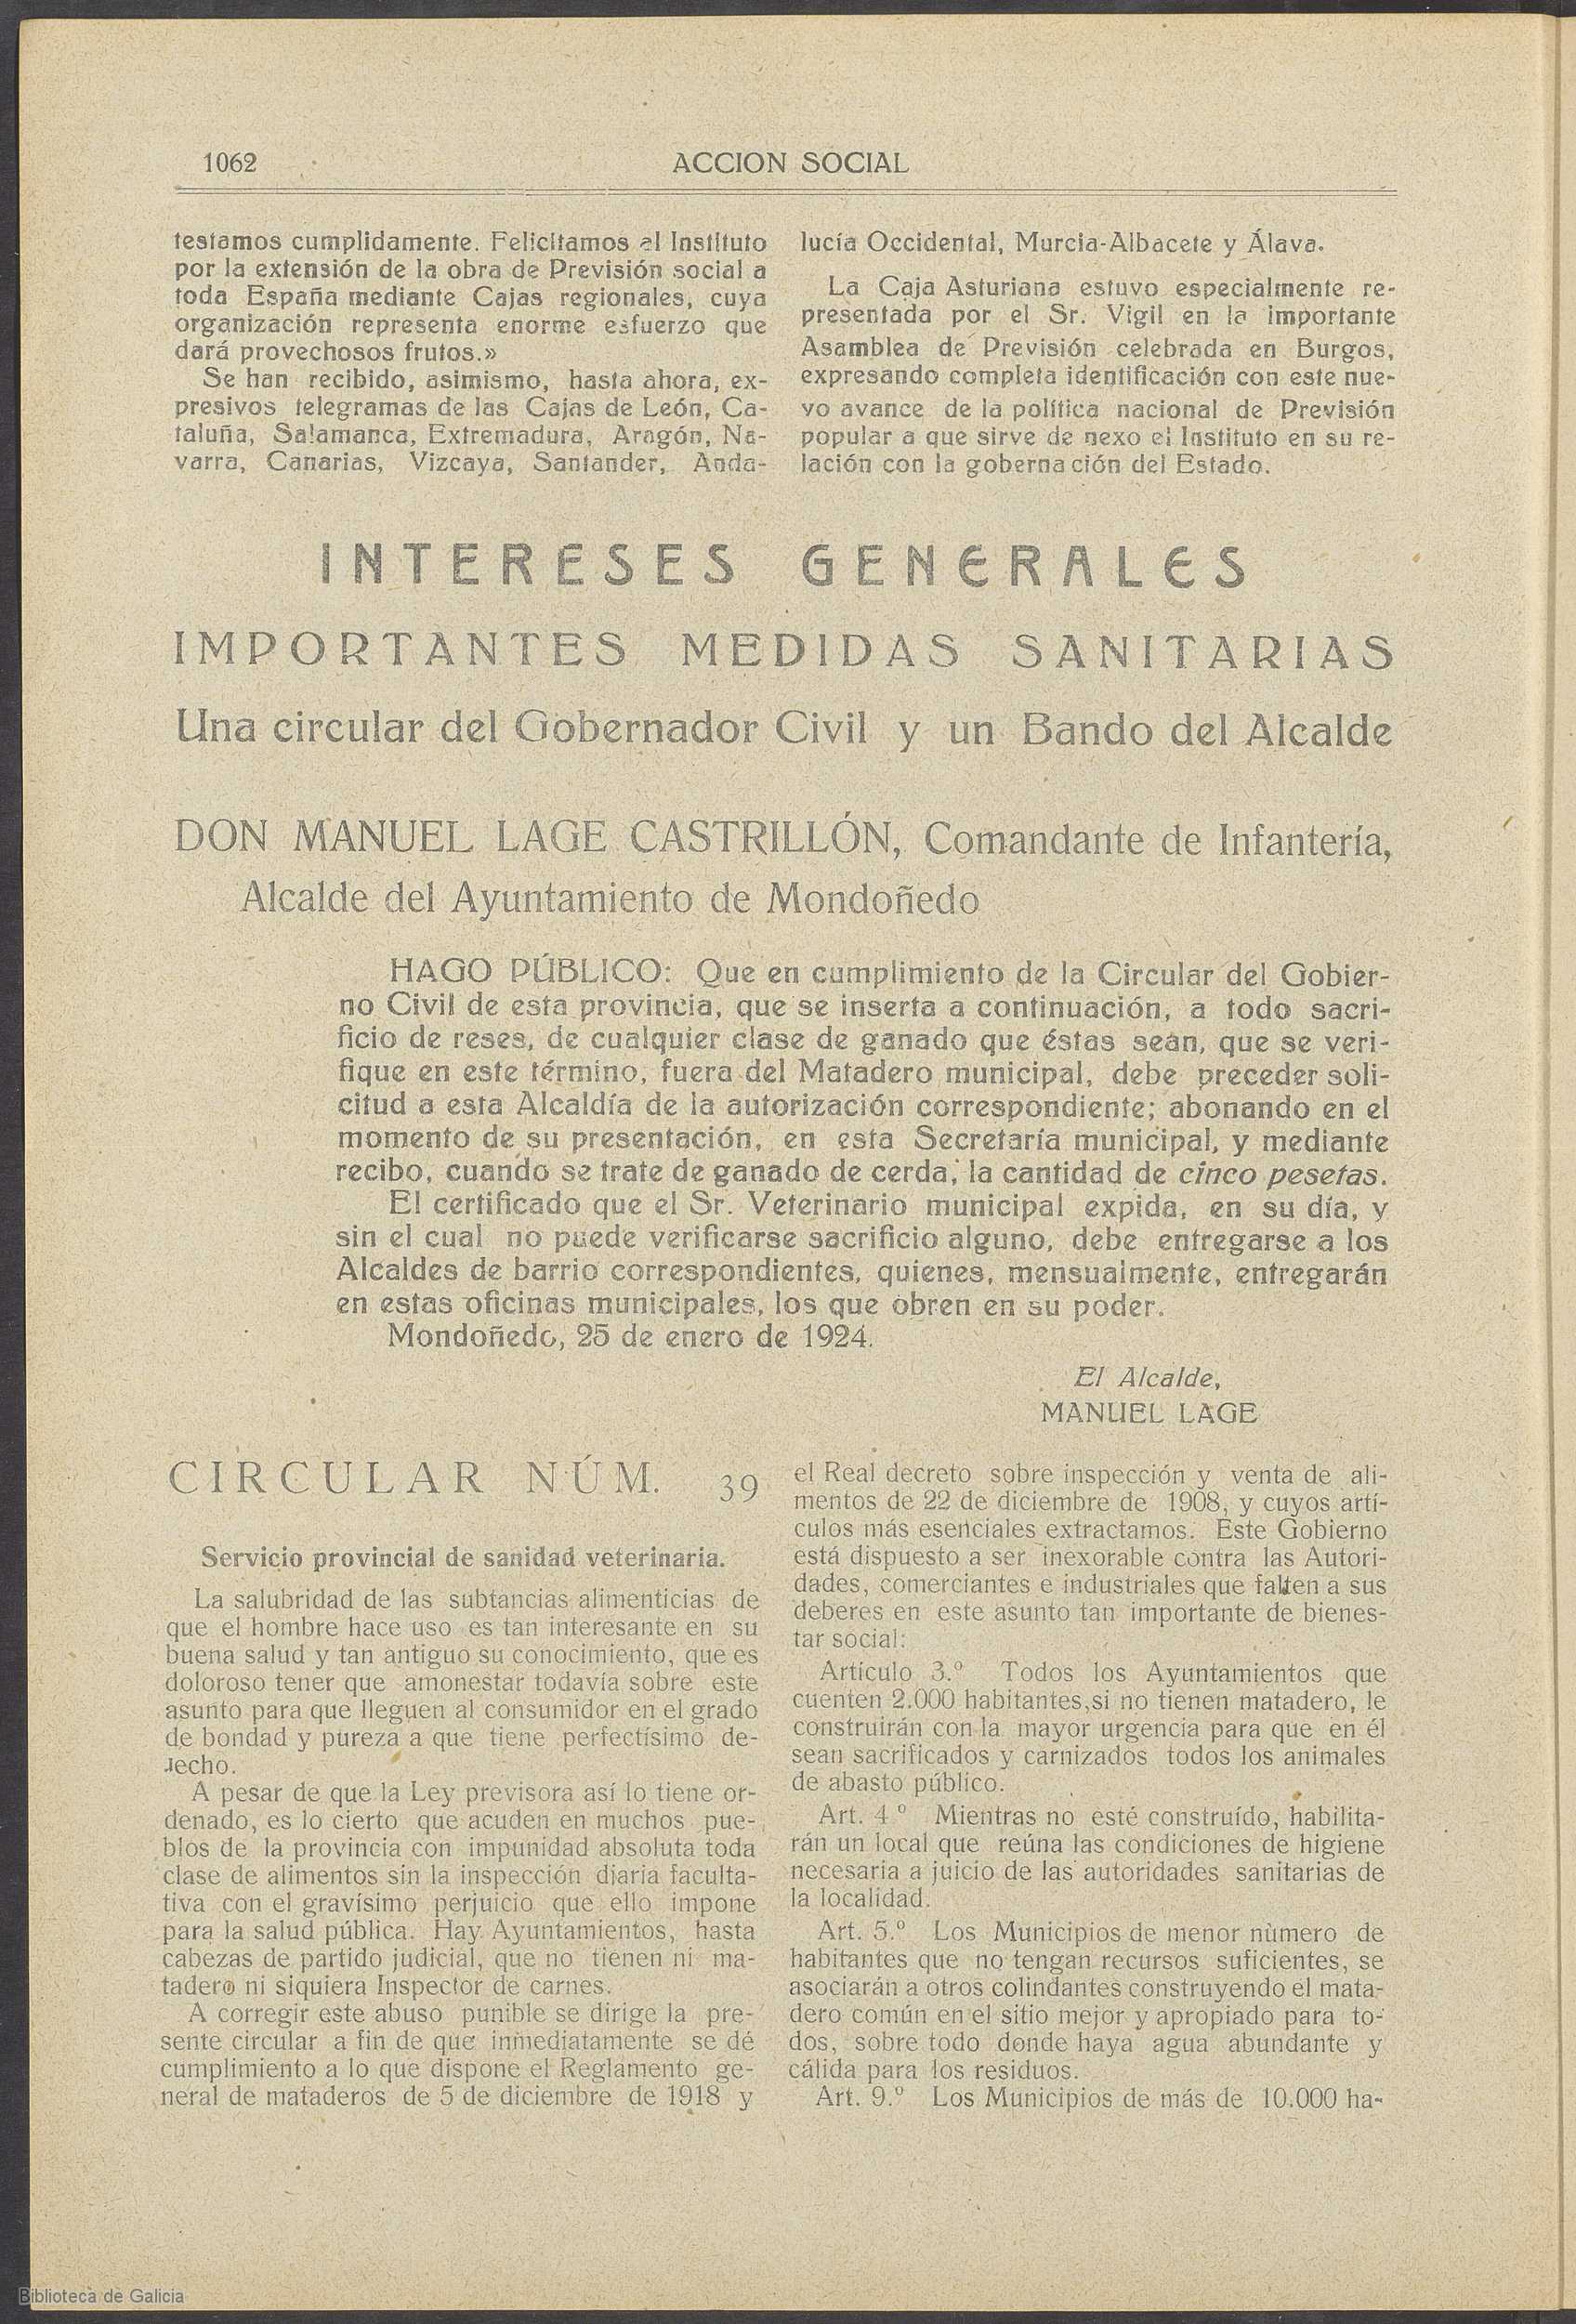 1062
ACCION SOCIAL
testamos cumplidamente. Felicitamos al Instituto
por la extensión de la obra de Previsión social a
toda España mediante Cajas regionales, cuya
organización representa enorme esfuerzo que
dará provechosos frutos.»
Se han recibido, asimismo, hasta ahora, ex-
presivos telegramas de las Cajas de León, Ca-
taluña, Salamanca, Extremadura, Aragón, Na-
varra, Canarias, Vizcaya, Santander, Anda-
lucía Occidental, Murcia-Albacete y Álava.
La Caja Asturiana estuvo especialmente re-
presentada por el Sr. Vigil en la importante
Asamblea de Previsión celebrada en Burgos,
expresando completa identificación con este nue-
vo avance de la política nacional de Previsión
popular a que sirve de nexo el Instituto en su re-
lación con la gobernación del Estado.
INTERESES GENERALES
IMPORTANTES MEDIDAS SANITARIAS
Una circular del Gobernador Civil y un Bando del Alcalde
DON MANUEL LAGE CASTRILLÓN, Comandante de Infantería,
Alcalde del Ayuntamiento de Mondoñedo
HAGO PÚBLICO: Que en cumplimiento de la Circular del Gobier-
no Civil de esta provincia, que se inserta a continuación, a todo sacri-
ficio de reses, de cualquier clase de ganado que éstas sean, que se veri-
fique en este término, fuera del Matadero municipal, debe preceder soli-
citud a esta Alcaldía de la autorización correspondiente; abonando en el
momento de su presentación, en esta Secretaría municipal, y mediante
recibo, cuando se trate de ganado de cerda, la cantidad de cinco pesetas.
El certificado que el Sr. Veterinario municipal expida, en su día, y
sin el cual no puede verificarse sacrificio alguno, debe entregarse a los
Alcaldes de barrio correspondientes, quienes, mensualmente, entregarán
en estas oficinas municipales, los que obren en su poder.
Mondoñedo, 25 de enero de 1924.
El Alcalde,
MANUEL LAGE
CIRCULAR NÚM. 39
Servicio provincial de sanidad veterinaria.
La salubridad de las subtancias alimenticias de
que el hombre hace uso es tan interesante en su
buena salud y tan antiguo su conocimiento, que es
doloroso tener que amonestar todavía sobre este
asunto para que lleguen al consumidor en el grado
de bondad y pureza a que tiene perfectísimo de-
recho.
A pesar de que la Ley previsora así lo tiene or-
denado, es lo cierto que acuden en muchos pue-
blos de la provincia con impunidad absoluta toda
clase de alimentos sin la inspección diaria faculta-
tiva con el gravísimo perjuicio que ello impone
para la salud pública. Hay Ayuntamientos, hasta
cabezas de partido judicial, que no tienen ni ma-
tadero ni siquiera Inspector de carnes.
A corregir este abuso punible se dirige la pre-
sente circular a fin de que inmediatamente se dé
cumplimiento a lo que dispone el Reglamento ge-
neral de mataderos de 5 de diciembre de 1918 y
el Real decreto sobre inspección y venta de ali-
mentos de 22 de diciembre de 1908, y cuyos artí-
culos más esenciales extractamos. Este Gobierno
está dispuesto a ser inexorable contra las Autori-
dades, comerciantes e industriales que falten a sus
deberes en este asunto tan importante de bienes-
tar social:
Artículo 3.º Todos los Ayuntamientos que
cuenten 2.000 habitantes,si no tienen matadero, le
construirán con la mayor urgencia para que en él
sean sacrificados y carnizados todos los animales
de abasto público.
Art. 4 º Mientras no esté construído, habilita-
rán un local que reúna las condiciones de higiene
necesaria a juicio de las autoridades sanitarias de
la localidad.
Art. 5.º Los Municipios de menor nùmero de
habitantes que no tengan recursos suficientes, se
asociarán a otros colindantes construyendo el mata-
dero común en el sitio mejor y apropiado para to-
dos, sobre todo donde haya agua abundante y
cálida para los residuos.
Art. 9.º Los Municipios de más de 10.000 ha-
Biblioteca de Galicia